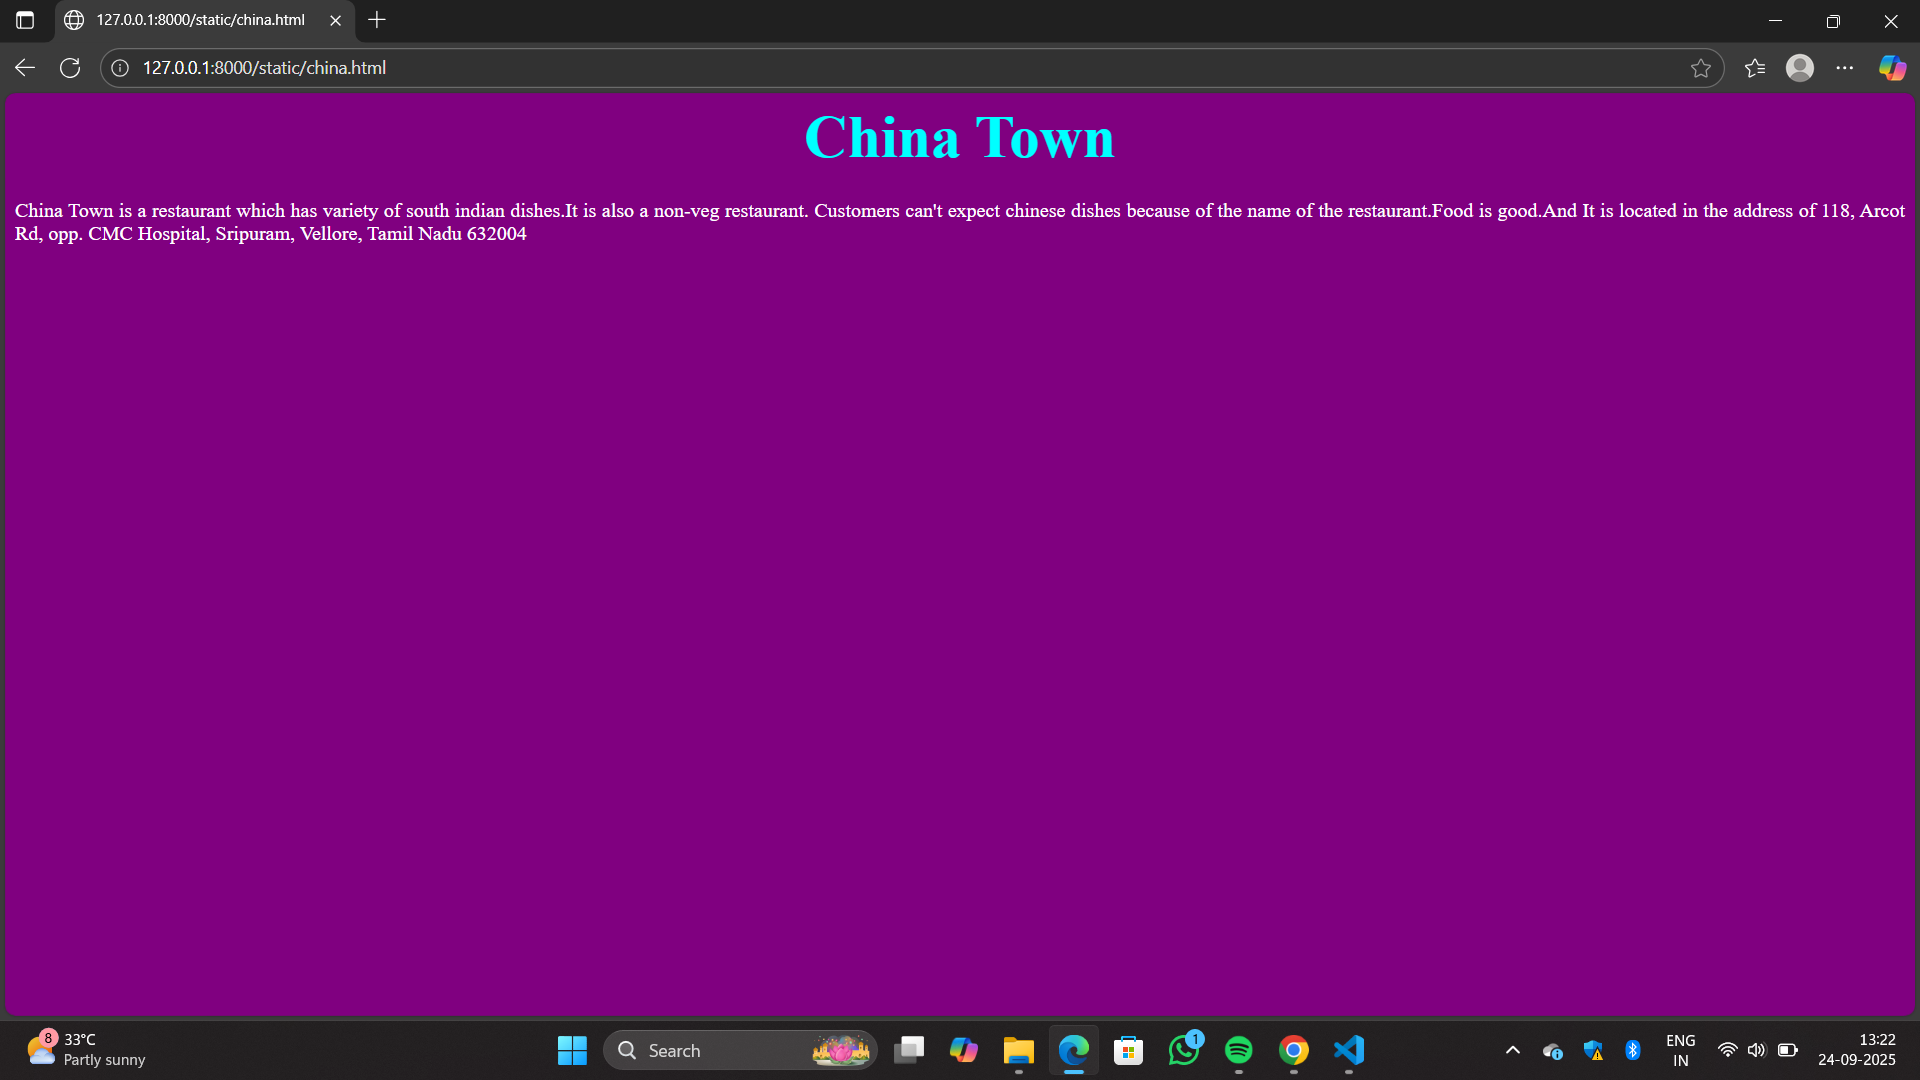 127.0.0.1:8000/static/china.html
127.0.0.1:8000/static/china.html
China Town
China Town is a restaurant which has variety of south indian dishes.It is also a non-veg restaurant. Customers can't expect chinese dishes because of the name of the restaurant.Food is good.And It is located in the address of 118, Arcot
Rd, opp. CMC Hospital, Sripuram, Vellore, Tamil Nadu 632004
8
33°C
Partly sunny
Search
1
ENG
IN
13:22
24-09-2025